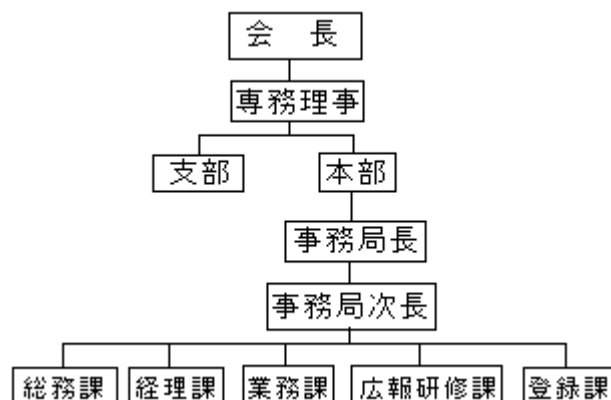 会 長
専務理事
支部 本部
事務局長
事務局次長
総務課 経理課 業務課 広報研修課 登録課